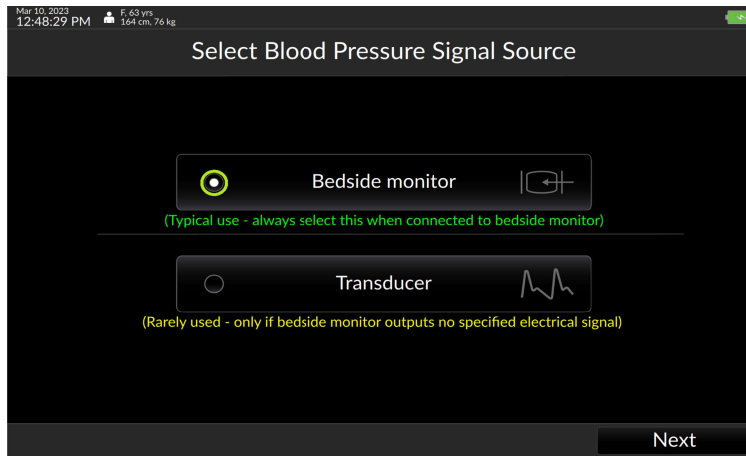 Mar 10, 2023
12:48:29 PM
F, 63 yrs
164 cm, 76 kg
Select Blood Pressure Signal Source
Bedside monitor
(Typical use - always select this when connected to bedside monitor)
Transducer
(Rarely used - only if bedside monitor outputs no specified electrical signal)
Next